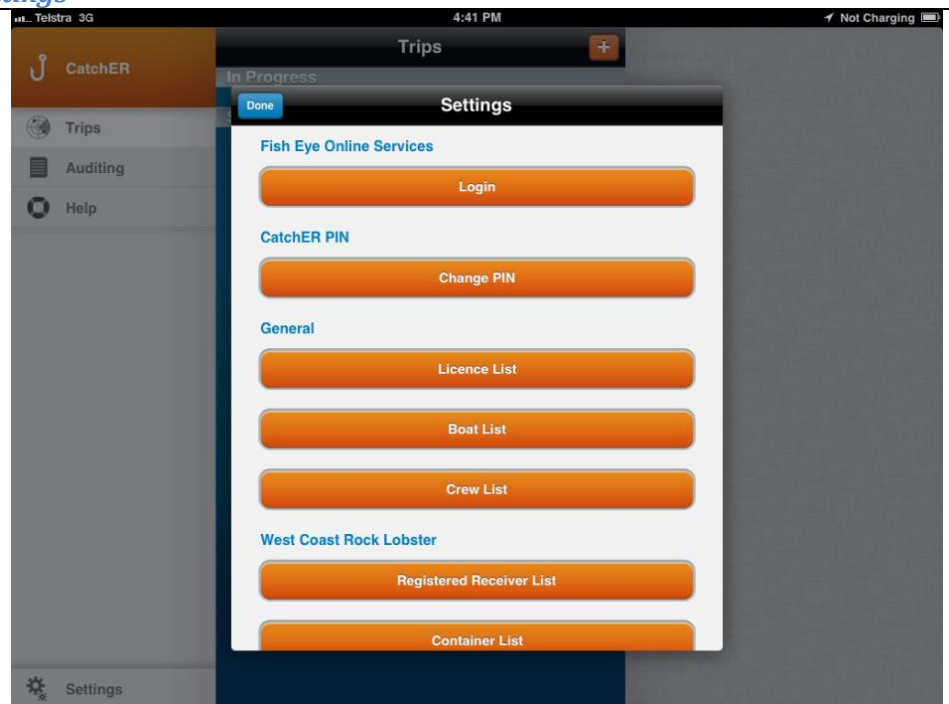 Telstra 3G 4:41 PM Not Charging
CatchER Trips +
In Progress
Done Settings
Trips
Fish Eye Online Services
Auditing
Login
Help
CatchER PIN
Change PIN
General
Licence List
Boat List
Crew List
West Coast Rock Lobster
Registered Receiver List
Container List
Settings